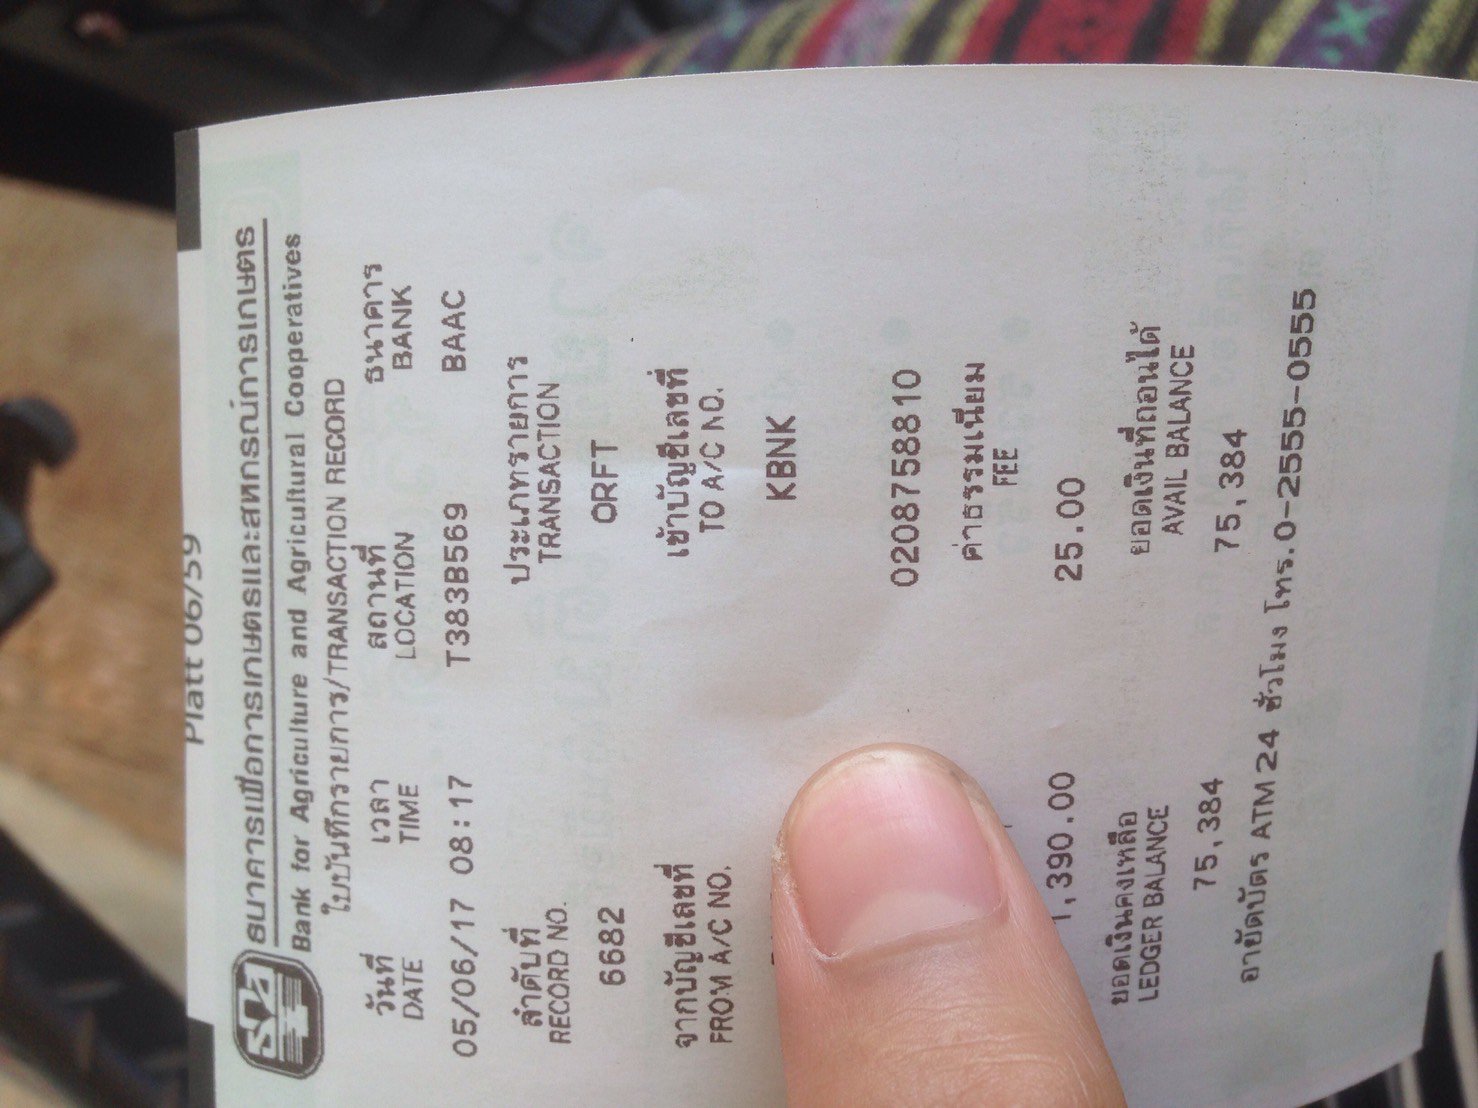 Platt 06/59
ธนาคารเพื่อการเกษตรและสหกรณ์การเกษตร
Bank for Agriculture and Agricultural Cooperatives
ใบบันทึกรายการ/TRANSACTION RECORD
วันที่ เวลา สถานที่ ธนาคาร
DATE TIME LOCATION BANK
05/06/17 08:17 T383B569 BAAC
ลำดับที่ ประเภทรายการ
RECORD NO. TRANSACTION
6682 ORFT
จากบัญชีเลขที่ เข้าบัญชีเลขที่
FROM A/C NO. TO A/C NO.
KBNK
0208758810
ค่าธรรมเนียม
FEE
1,390.00 25.00
ยอดเงินคงเหลือ ยอดเงินที่ถอนได้
LEDGER BALANCE AVAIL BALANCE
75,384 75,384
อายัดบัตร ATM 24 ชั่วโมง โทร.0-2555-0555